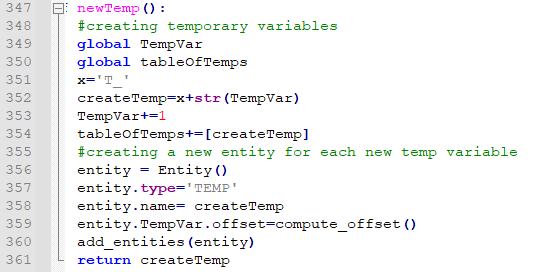 347 newTemp():
348 #creating temporary variables
349 global TempVar
350 global tableOfTemps
351 x='T_'
352 createTemp=x+str(TempVar)
353 TempVar+=1
354 tableOfTemps+=[createTemp]
355 #creating a new entity for each new temp variable
356 entity = Entity()
357 entity.type='TEMP'
358 entity.name= createTemp
359 entity.TempVar.offset=compute_offset()
360 add_entities(entity)
361 return createTemp